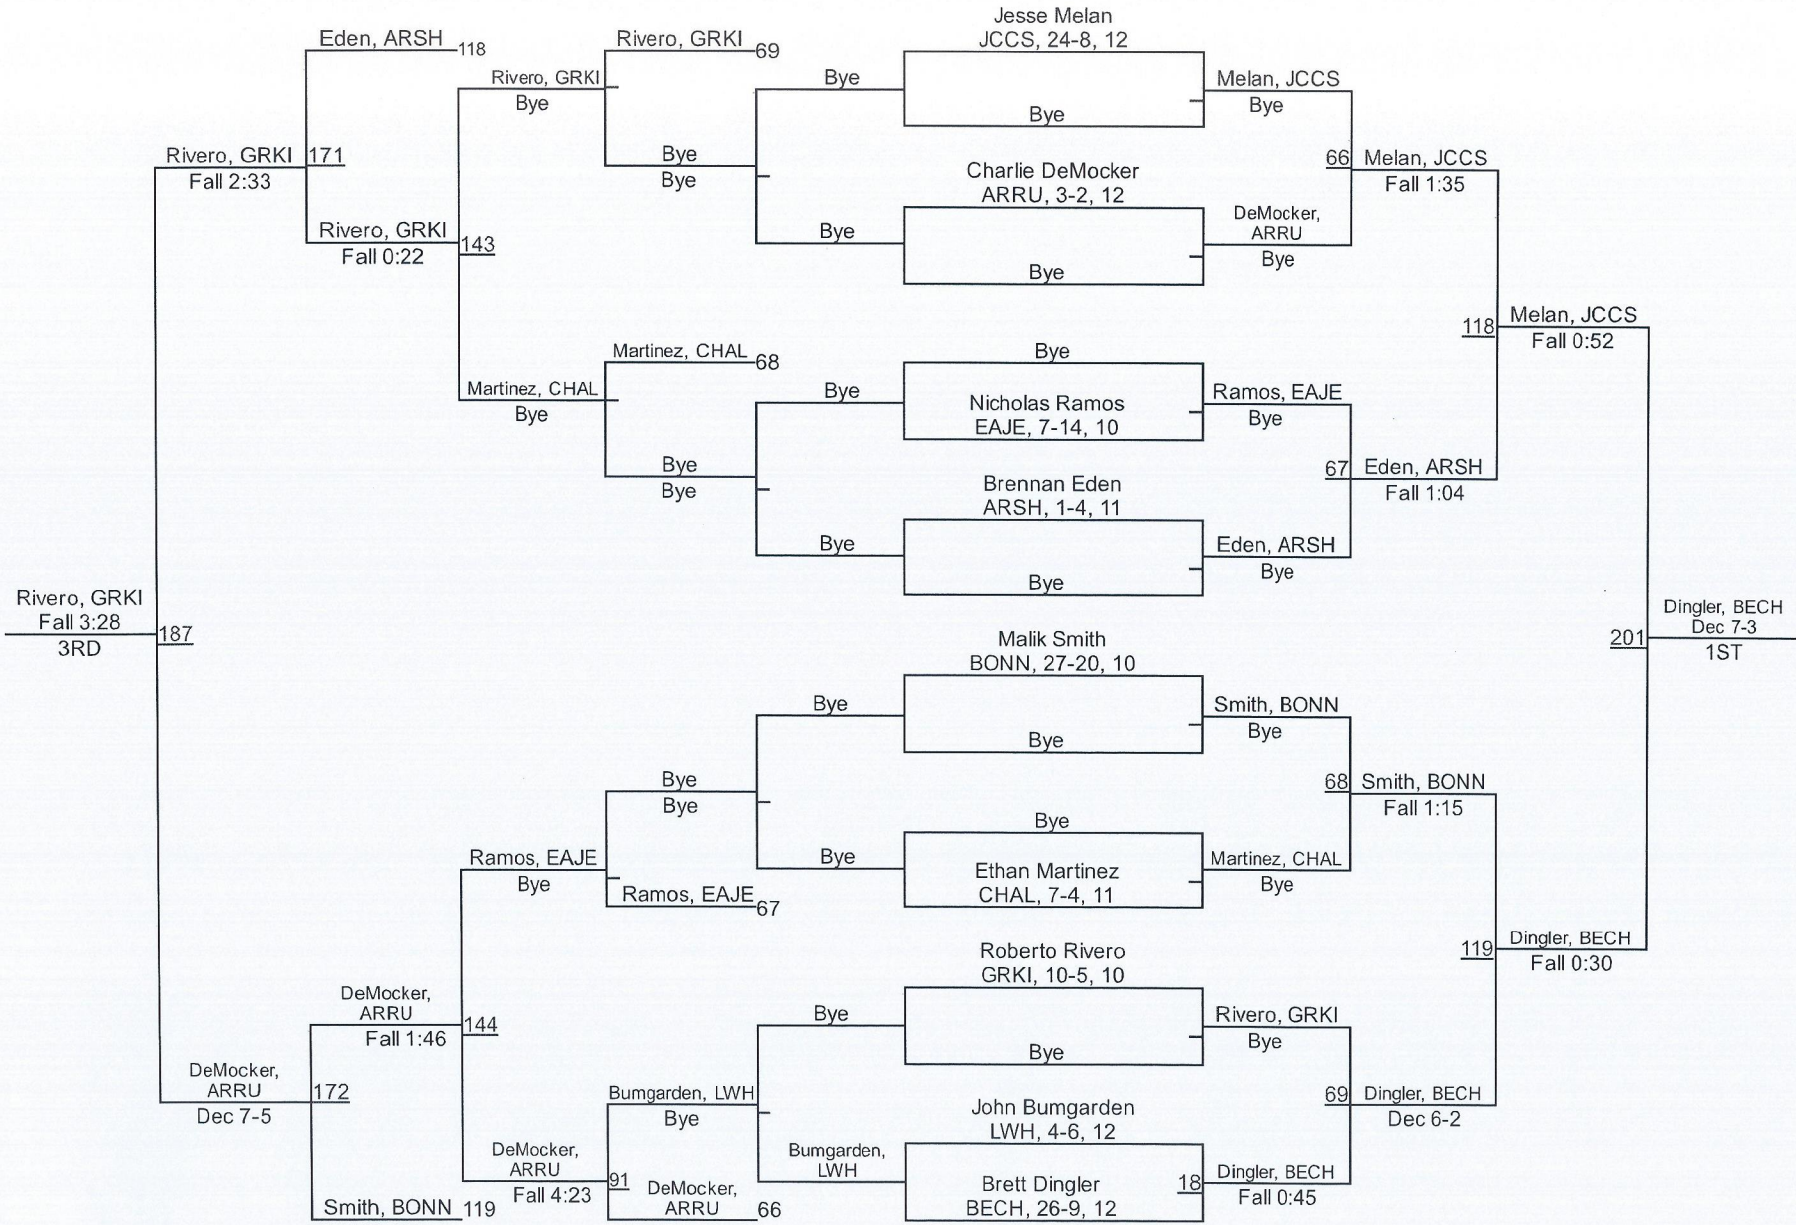 Jesse Melan
JCCS, 24-8, 12
Bye
Charlie DeMocker
ARRU, 3-2, 12
Bye
Bye
Nicholas Ramos
EAJE, 7-14, 10
Brennan Eden
ARSH, 1-4, 11
Bye
Malik Smith
BONN, 27-20, 10
Bye
Bye
Ethan Martinez
CHAL, 7-4, 11
Roberto Rivero
GRKI, 10-5, 10
Bye
John Bumgarden
LWH, 4-6, 12
Brett Dingler
BECH, 26-9, 12
18
Melan, JCCS
Bye
DeMocker,
ARRU
Bye
Ramos, EAJE
Bye
Eden, ARSH
Bye
Smith, BONN
Bye
Martinez, CHAL
Bye
Rivero, GRKI
Bye
Dingler, BECH
Fall 0:45
66
Melan, JCCS
Fall 1:35
67
Eden, ARSH
Fall 1:04
68
Smith, BONN
Fall 1:15
69
Dingler, BECH
Dec 6-2
118
Melan, JCCS
Fall 0:52
119
Dingler, BECH
Fall 0:30
201
Dingler, BECH
Dec 7-3
1ST
Bye
Bye
Bye
Bye
Bye
Bye
Bye
Bumgarden,
LWH
Rivero, GRKI
69
Bye
Bye
Martinez, CHAL
68
Bye
Bye
Bye
Bye
Ramos, EAJE
67
Bumgarden, LWH
Bye
91
DeMocker,
ARRU
66
Rivero, GRKI
Bye
Martinez, CHAL
Bye
Ramos, EAJE
Bye
DeMocker,
ARRU
Fall 4:23
Eden, ARSH
118
Rivero, GRKI
Fall 0:22
143
DeMocker,
ARRU
Fall 1:46
144
Smith, BONN
119
Rivero, GRKI
Fall 2:33
171
DeMocker,
ARRU
Dec 7-5
172
Rivero, GRKI
Fall 3:28
3RD
187